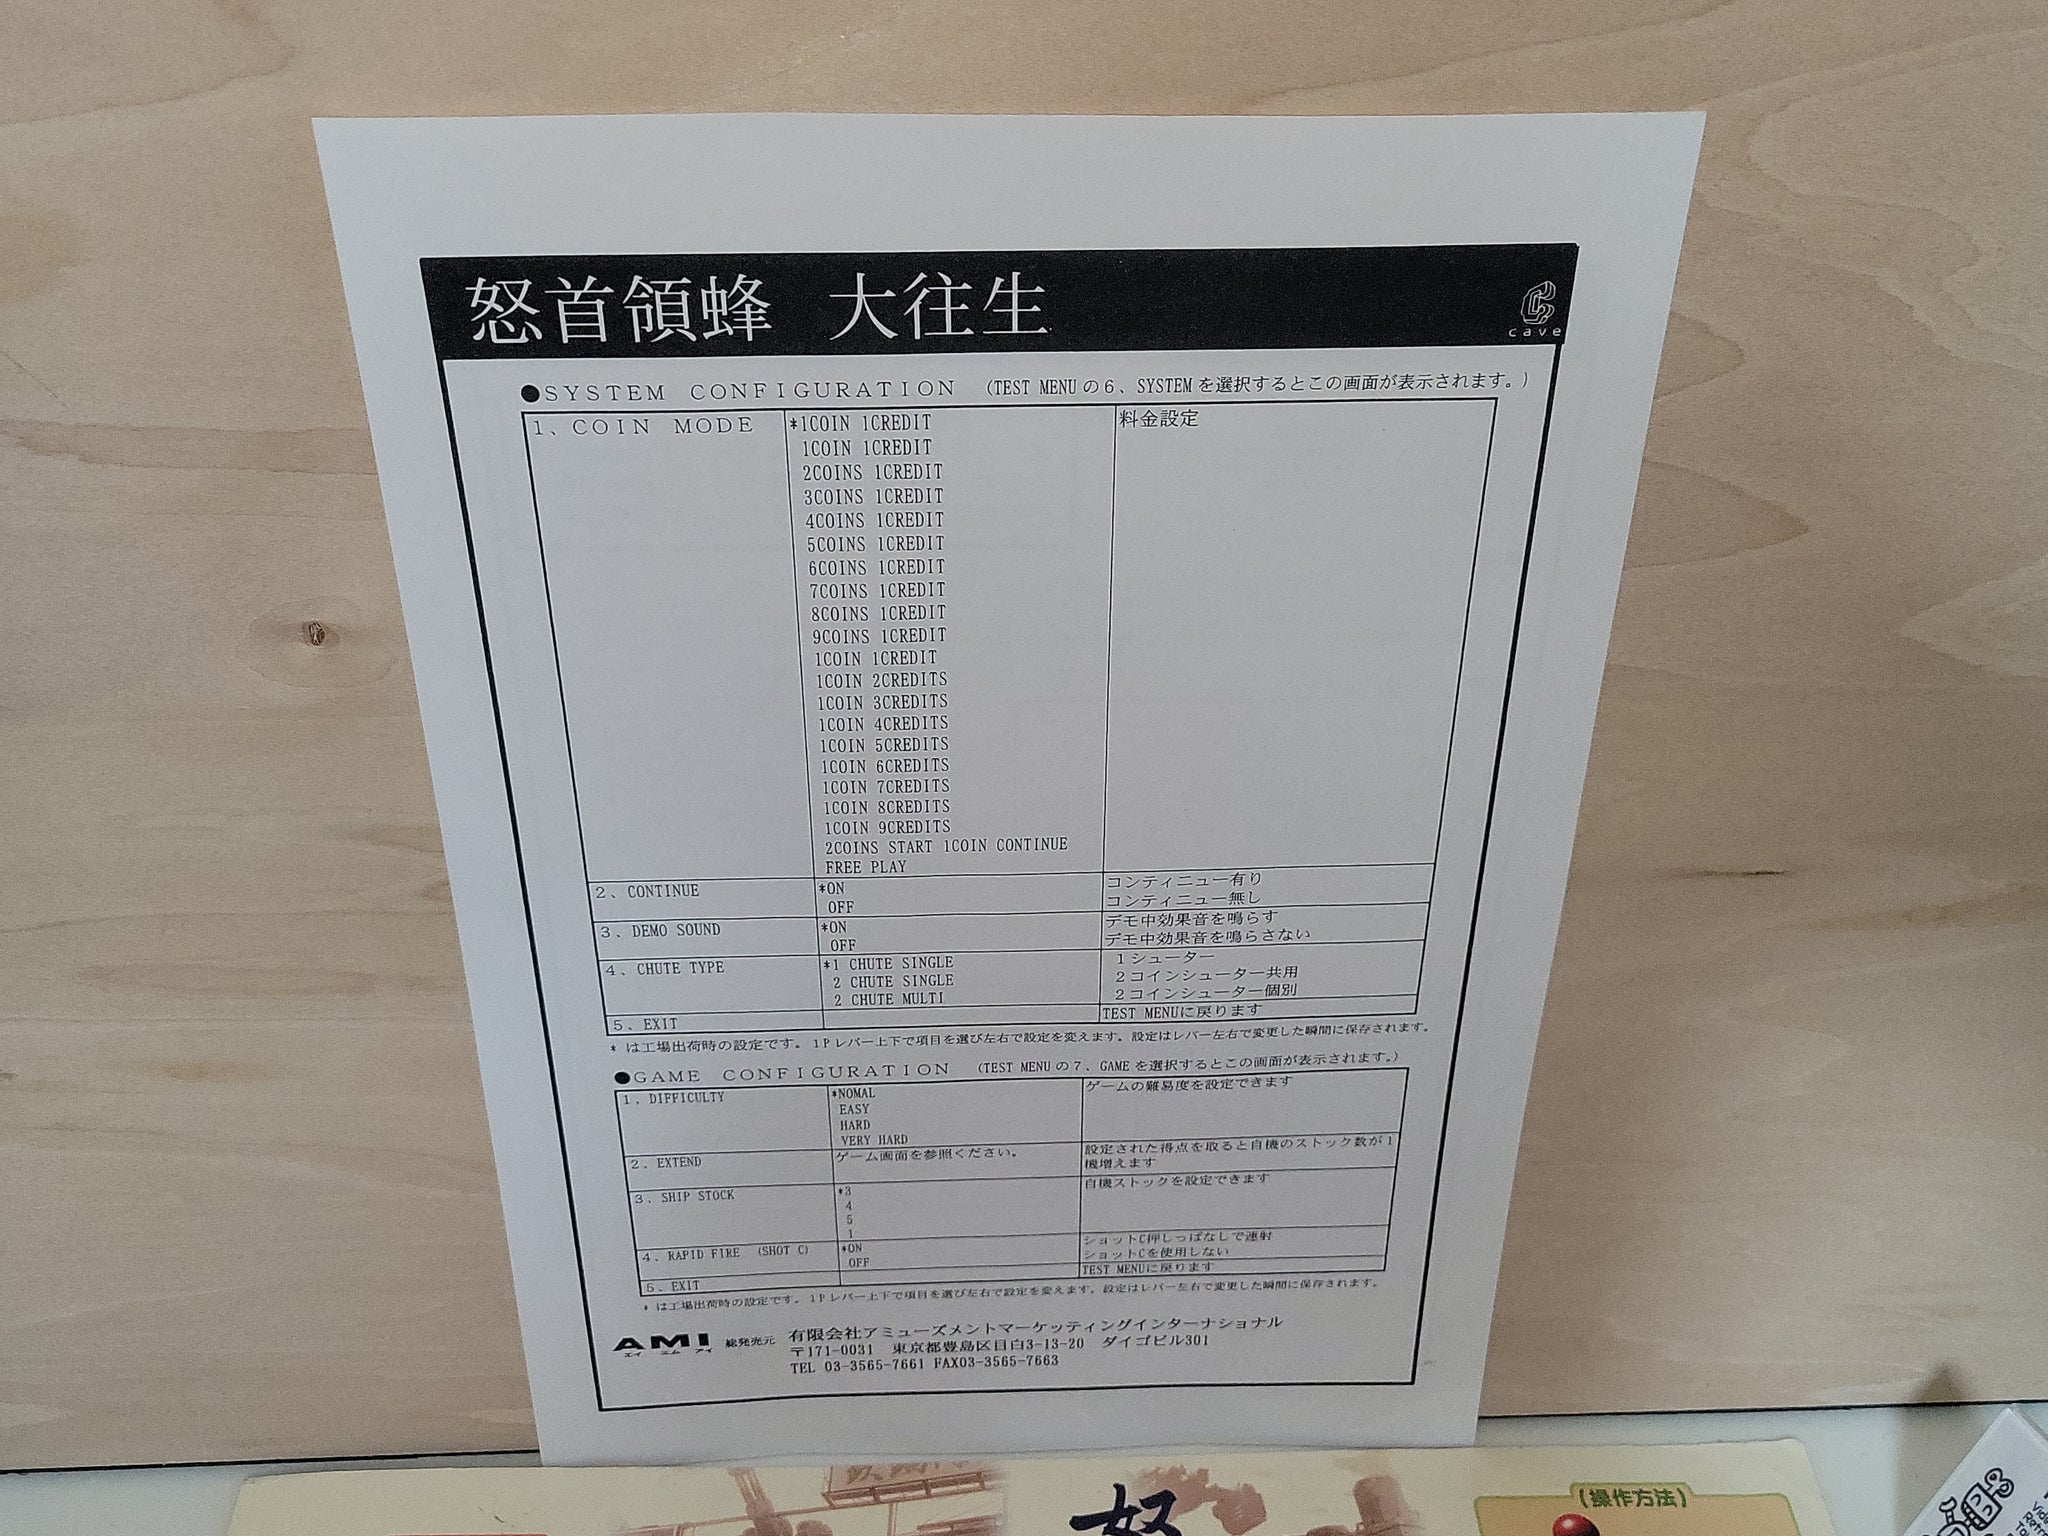 怒首領蜂 大往生
cave
●SYSTEM CONFIGURATION (TEST MENUの6、SYSTEMを選択するとこの画面が表示されます。)
1、COIN MODE *1COIN 1CREDIT 料金設定
1COIN 1CREDIT
2COINS 1CREDIT
3COINS 1CREDIT
4COINS 1CREDIT
5COINS 1CREDIT
6COINS 1CREDIT
7COINS 1CREDIT
8COINS 1CREDIT
9COINS 1CREDIT
1COIN 1CREDIT
1COIN 2CREDITS
1COIN 3CREDITS
1COIN 4CREDITS
1COIN 5CREDITS
1COIN 6CREDITS
1COIN 7CREDITS
1COIN 8CREDITS
1COIN 9CREDITS
2COINS START 1COIN CONTINUE
FREE PLAY
2、CONTINUE *ON コンティニュー有り
OFF コンティニュー無し
3、DEMO SOUND *ON デモ中効果音を鳴らす
OFF デモ中効果音を鳴らさない
4、CHUTE TYPE *1 CHUTE SINGLE 1シューター
2 CHUTE SINGLE 2コインシューター共用
2 CHUTE MULTI 2コインシューター個別
5、EXIT TEST MENUに戻ります
* は工場出荷時の設定です。1Pレバー上下で項目を選び左右で設定を変えます。設定はレバー左右で変更した瞬間に保存されます。
●GAME CONFIGURATION (TEST MENUの7、GAMEを選択するとこの画面が表示されます。)
1、DIFFICULTY *NOMAL ゲームの難易度を設定できます
EASY
HARD
VERY HARD
2、EXTEND ゲーム画面を参照ください。 設定された得点を取ると自機のストック数が1
機増えます
3、SHIP STOCK *3 自機ストックを設定できます
4
5
1
4、RAPID FIRE (SHOT C) *ON ショットC押しっぱなしで連射
OFF ショットCを使用しない
5、EXIT TEST MENUに戻ります
* は工場出荷時の設定です。1Pレバー上下で項目を選び左右で設定を変えます。設定はレバー左右で変更した瞬間に保存されます。
AMI 総発売元 有限会社アミューズメントマーケッティングインターナショナル
エイ エム アイ 〒171-0031 東京都豊島区目白3-13-20 ダイゴビル301
TEL 03-3565-7661 FAX03-3565-7663
怒
(操作方法)